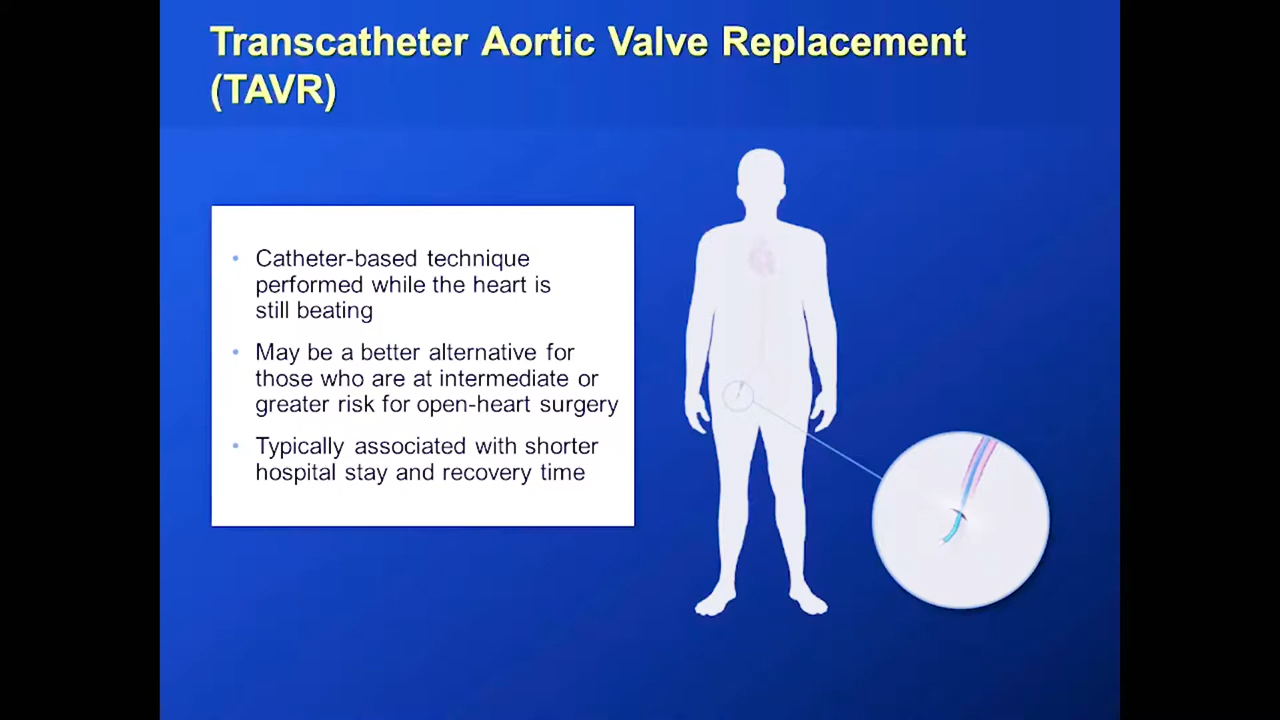 Transcatheter Aortic Valve Replacement
(TAVR)
• Catheter-based technique
performed while the heart is
still beating
• May be a better alternative for
those who are at intermediate or
greater risk for open-heart surgery
• Typically associated with shorter
hospital stay and recovery time